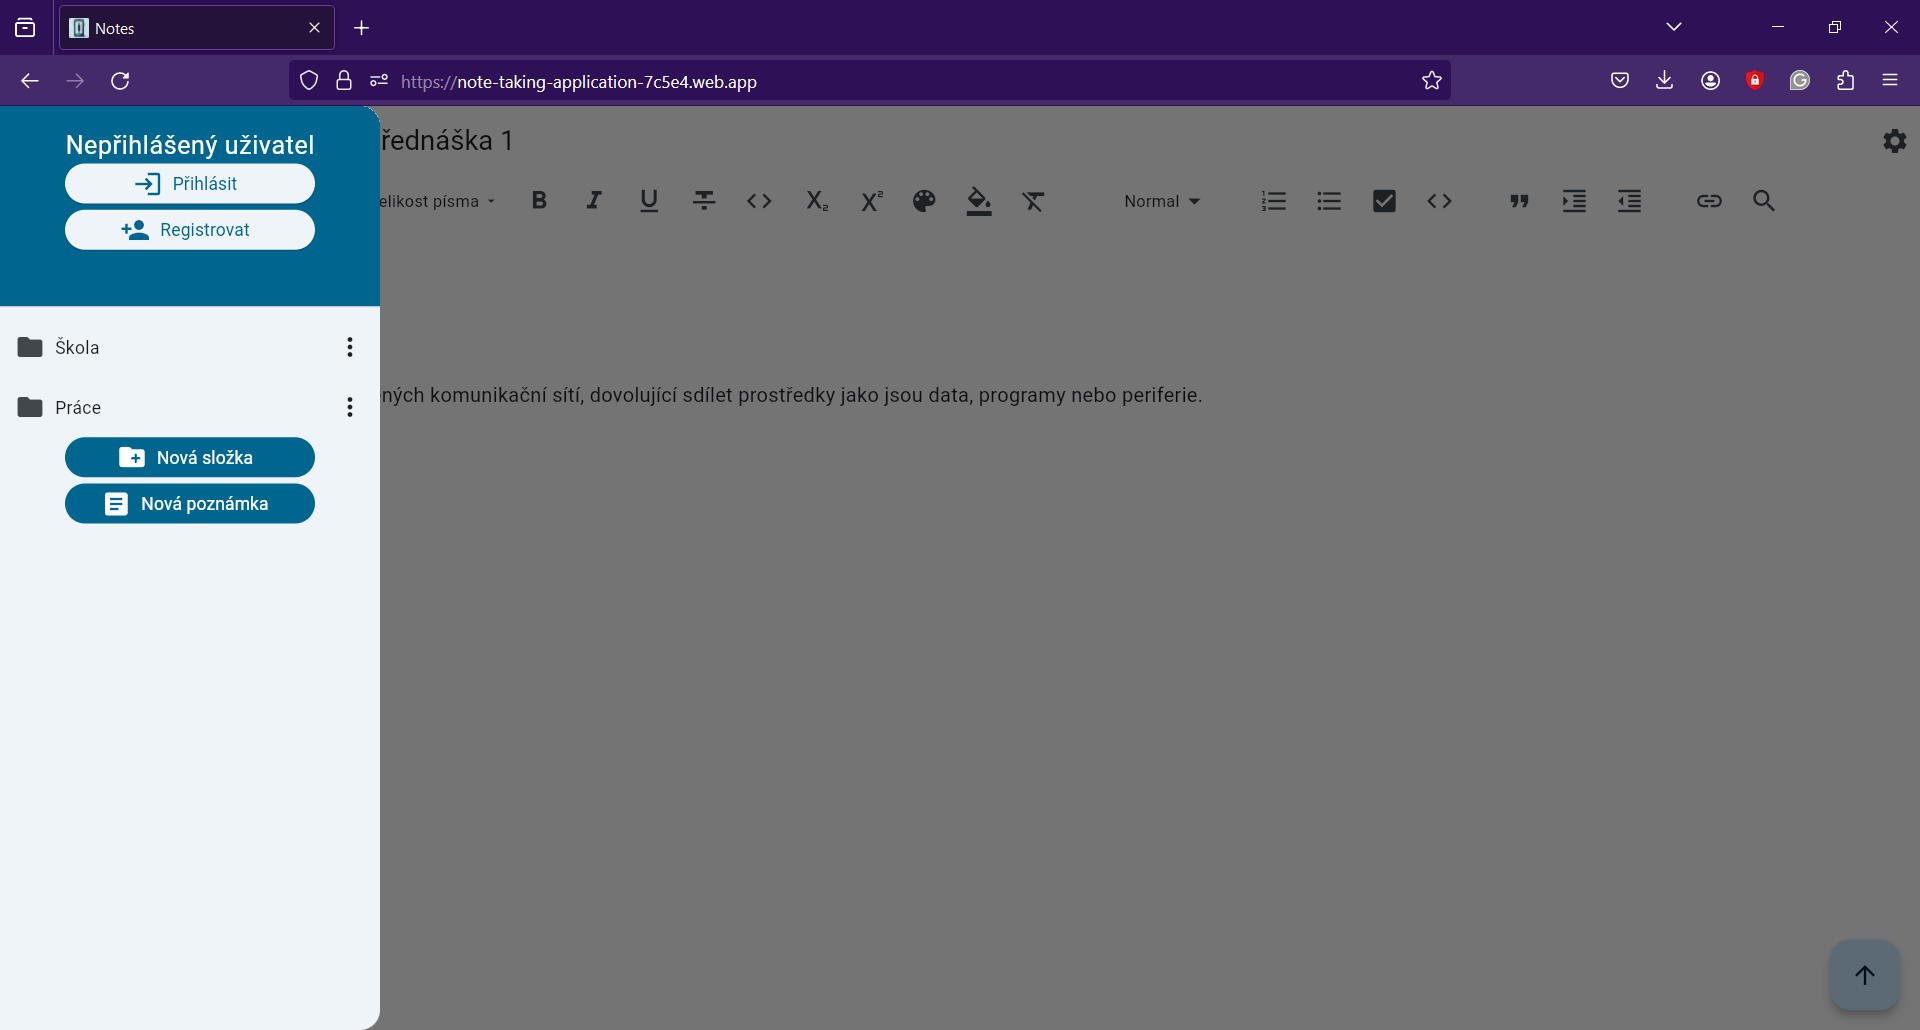 Notes
https://note-taking-application-7c5e4.web.app
Nepřihlášený uživatel
Přihlásit
Registrovat
Škola
Práce
Nová složka
Nová poznámka
řednáška 1
elikost písma
Normal
ných komunikační sítí, dovolující sdílet prostředky jako jsou data, programy nebo periferie.